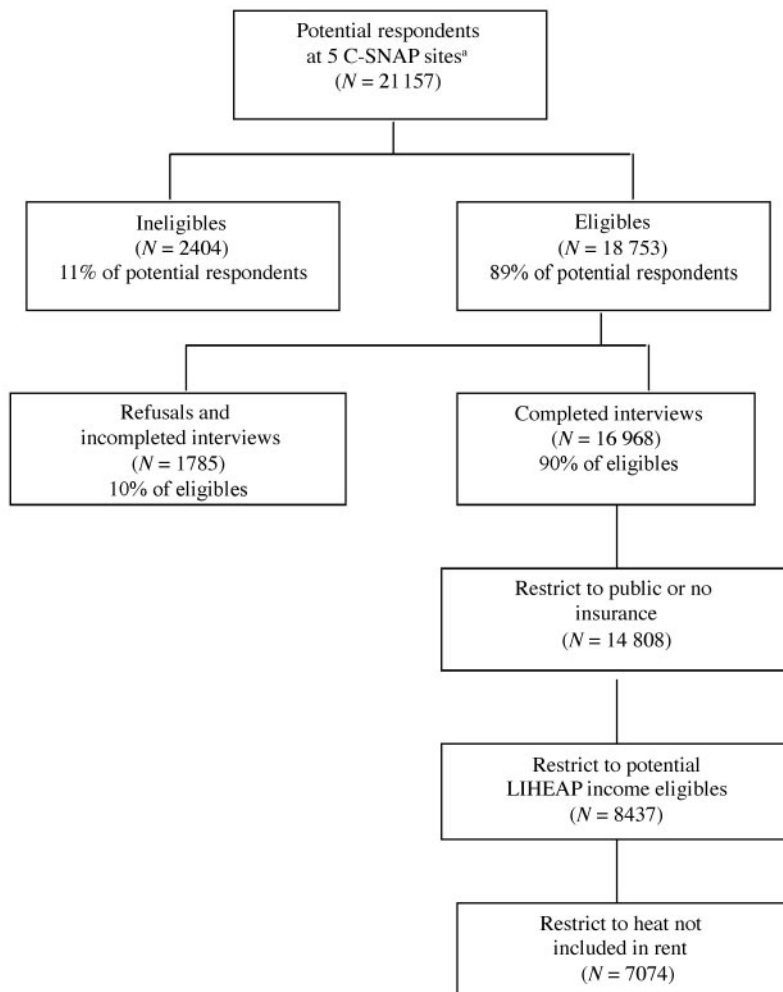 Potential respondents
at 5 C-SNAP sitesᵃ
(N = 21 157)
Ineligibles
(N = 2404)
11% of potential respondents
Eligibles
(N = 18 753)
89% of potential respondents
Refusals and
incompleted interviews
(N = 1785)
10% of eligibles
Completed interviews
(N = 16 968)
90% of eligibles
Restrict to public or no
insurance
(N = 14 808)
Restrict to potential
LIHEAP income eligibles
(N = 8437)
Restrict to heat not
included in rent
(N = 7074)